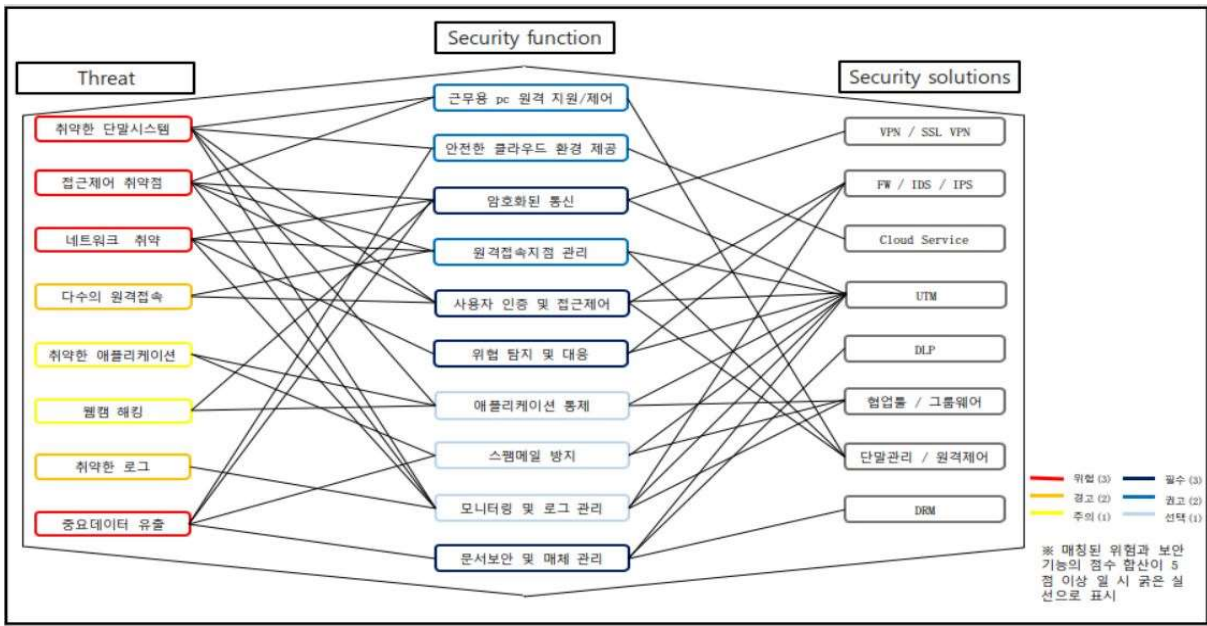 Security function
Threat
Security solutions
취약한 단말시스템
접근제어 취약점
네트워크 취약
다수의 원격접속
취약한 애플리케이션
웹캠 해킹
취약한 로그
중요데이터 유출
근무용 pc 원격 지원/제어
안전한 클라우드 환경 제공
암호화된 통신
원격접속지점 관리
사용자 인증 및 접근제어
위협 탐지 및 대응
애플리케이션 통제
스팸메일 방지
모니터링 및 로그 관리
문서보안 및 매체 관리
VPN / SSL VPN
FW / IDS / IPS
Cloud Service
UTM
DLP
협업툴 / 그룹웨어
단말관리 / 원격제어
DRM
위험 (3) 필수 (3)
경고 (2) 권고 (2)
주의 (1) 선택 (1)
※ 매칭된 위험과 보안
기능의 점수 합산이 5
점 이상 일 시 굵은 실
선으로 표시